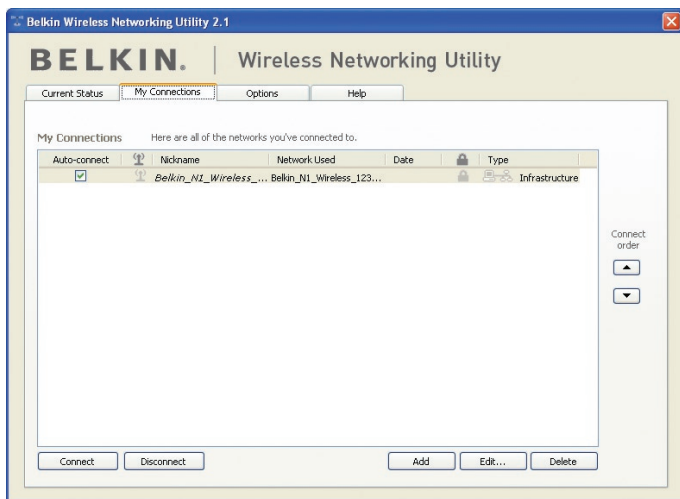 Belkin Wireless Networking Utility 2.1
BELKIN. Wireless Networking Utility
Current Status My Connections Options Help
My Connections Here are all of the networks you've connected to.
Auto-connect Nickname Network Used Date Type
Belkin_N1_Wireless_... Belkin_N1_Wireless_123... Infrastructure
Connect
order
Connect Disconnect Add Edit... Delete